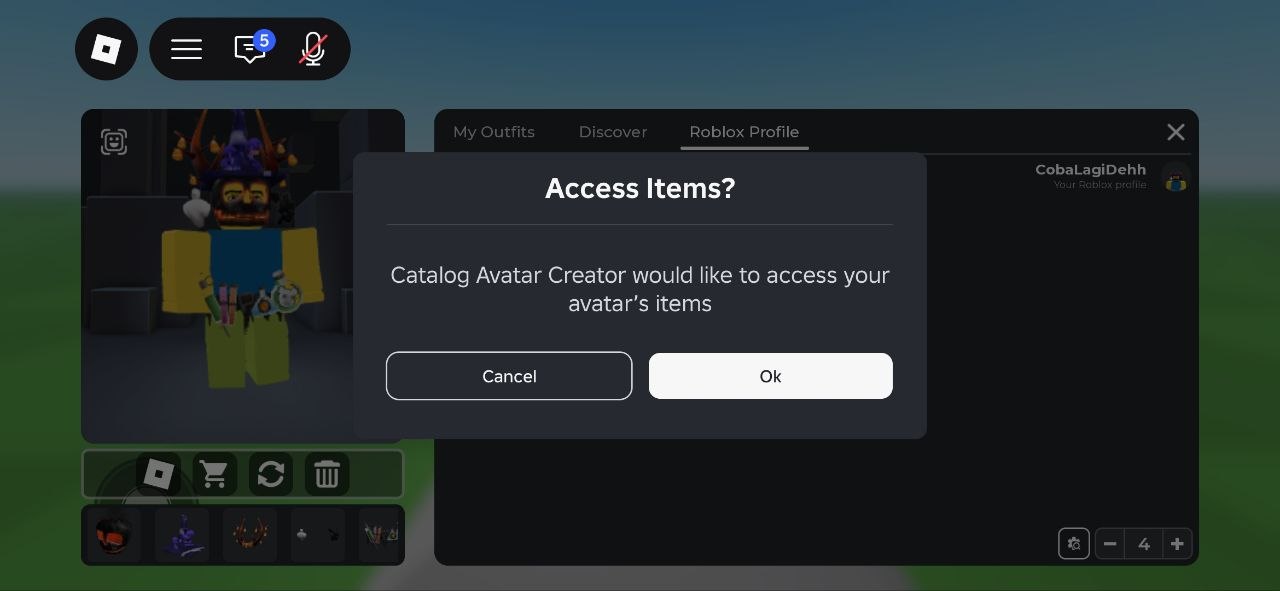 5
My Outfits
Discover
Roblox Profile
CobaLagiDehh
Your Roblox profile
Access Items?
Catalog Avatar Creator would like to access your
avatar's items
Cancel
Ok
4